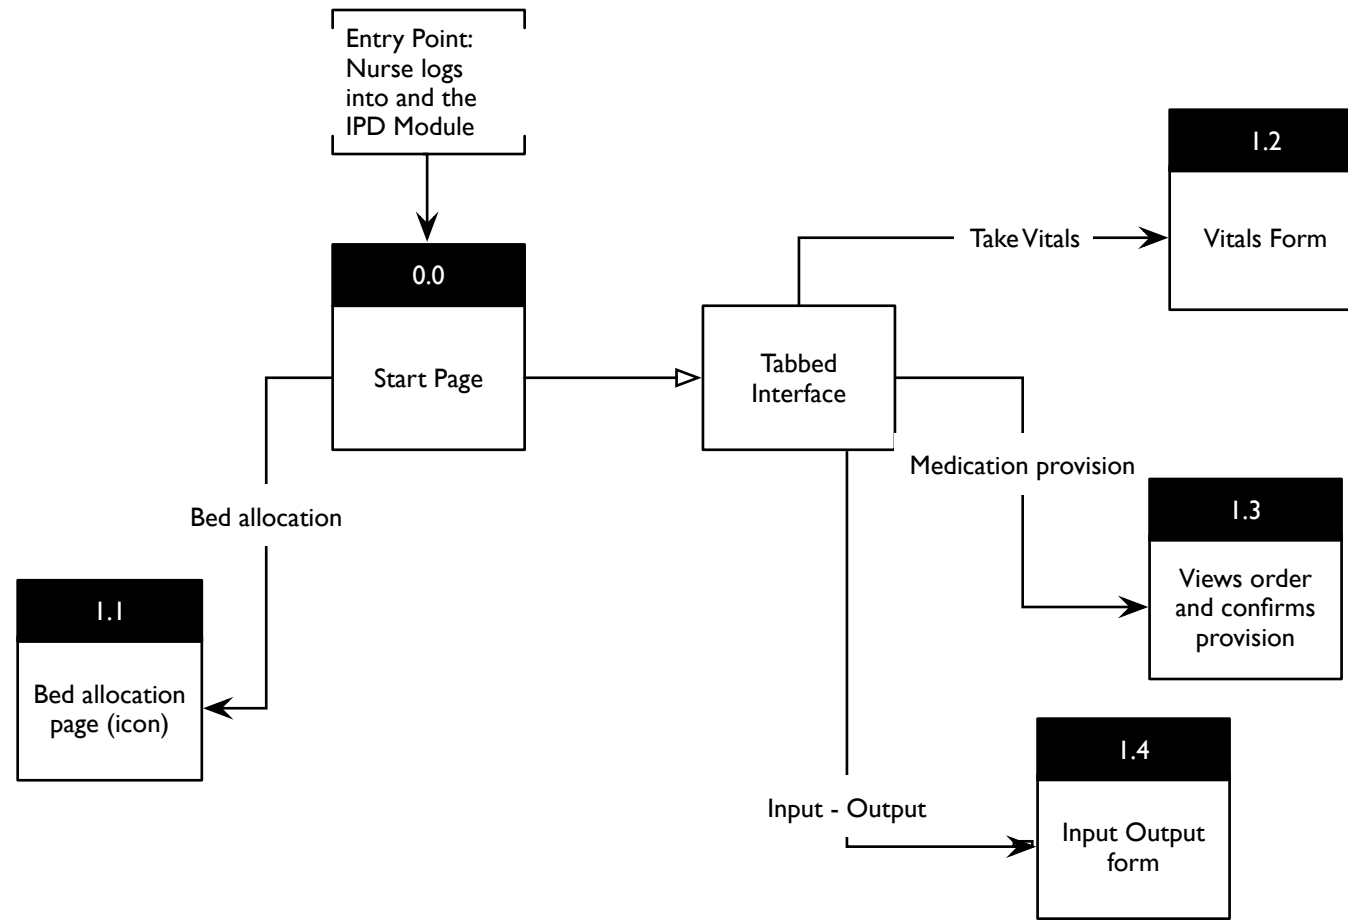 Entry Point:
Nurse logs
into and the
IPD Module
1.2
Take Vitals
Vitals Form
0.0
Start Page
Tabbed
Interface
Medication provision
Bed allocation
1.3
Views order
and confirms
provision
1.1
Bed allocation
page (icon)
1.4
Input - Output
Input Output
form